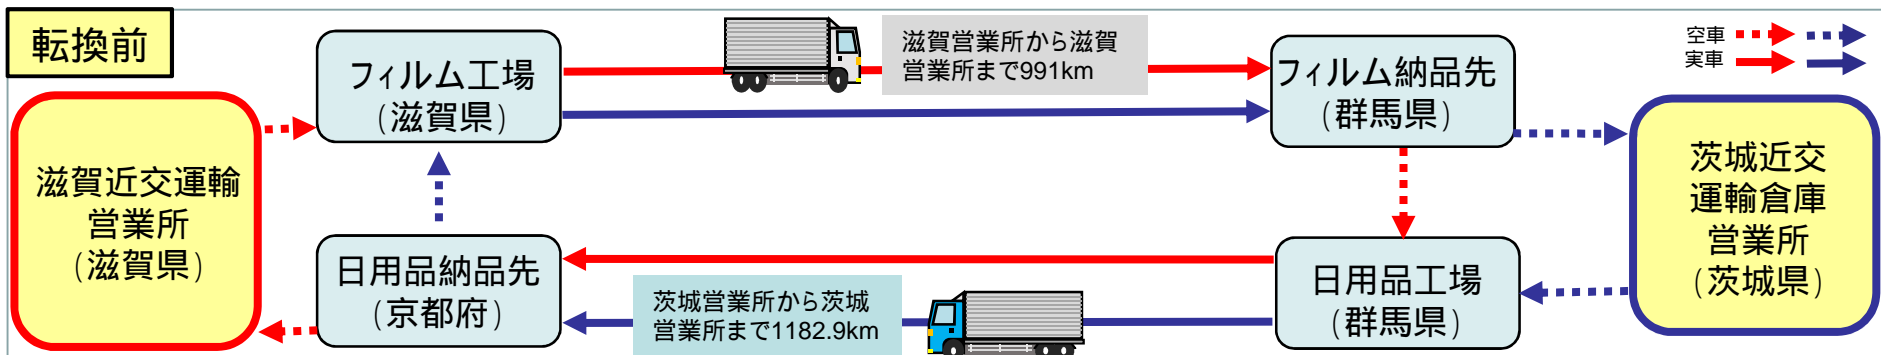 転換前
フィルム工場
(滋賀県)
滋賀営業所から滋賀
営業所まで991km
フィルム納品先
(群馬県)
空車
実車
滋賀近交運輸
営業所
(滋賀県)
茨城近交
運輸倉庫
営業所
(茨城県)
日用品納品先
(京都府)
茨城営業所から茨城
営業所まで1182.9km
日用品工場
(群馬県)